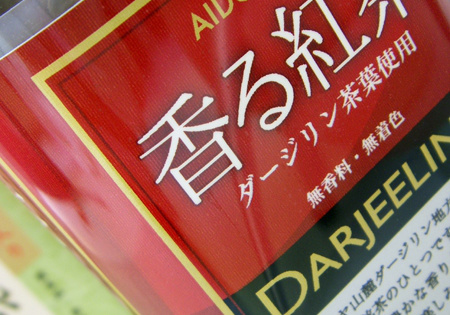 AIDO
香る紅茶
ダージリン茶葉使用
無香料・無着色
DARJEELIN
山麓ダージリン地方
茶のひとつです
かな香り